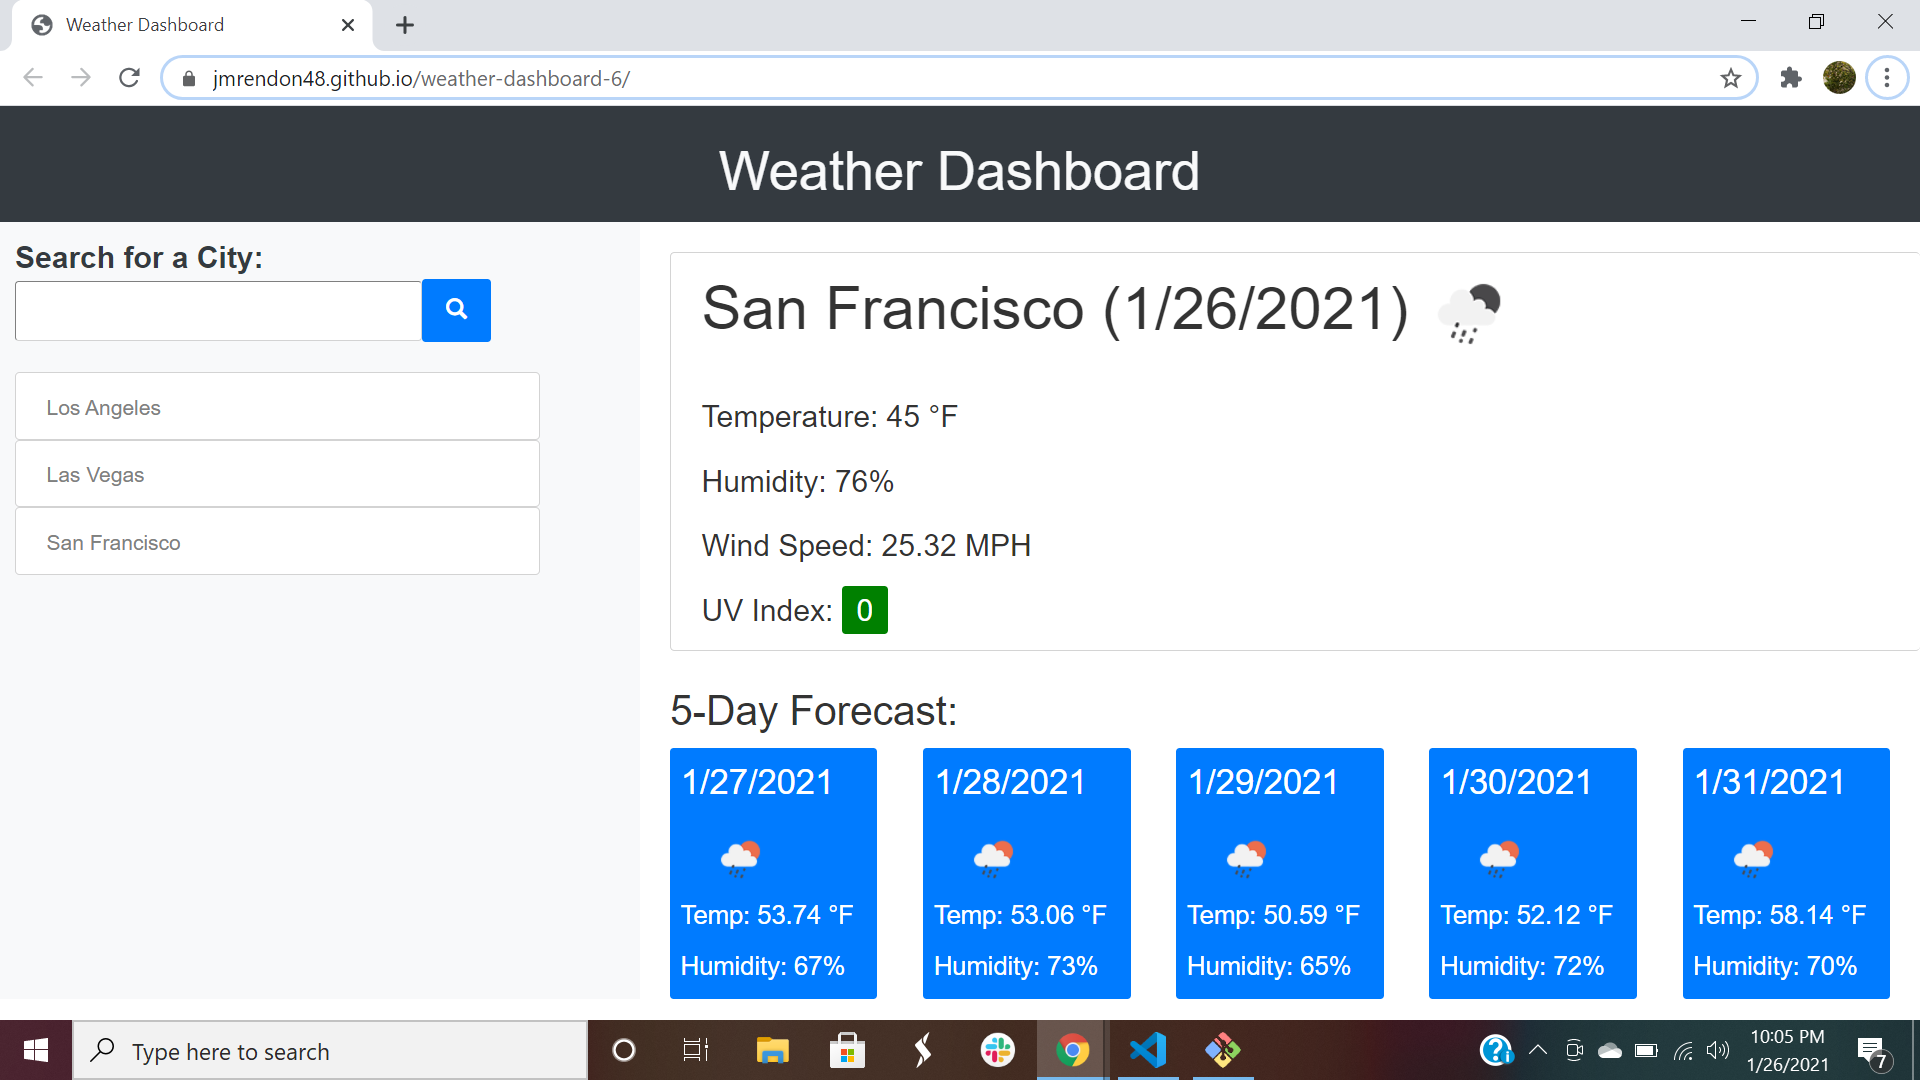 Weather Dashboard
jmrendon48.github.io/weather-dashboard-6/
Weather Dashboard
Search for a City:
Los Angeles
Las Vegas
San Francisco
San Francisco (1/26/2021)
Temperature: 45 °F
Humidity: 76%
Wind Speed: 25.32 MPH
UV Index: 0
5-Day Forecast:
1/27/2021
Temp: 53.74 °F
Humidity: 67%
1/28/2021
Temp: 53.06 °F
Humidity: 73%
1/29/2021
Temp: 50.59 °F
Humidity: 65%
1/30/2021
Temp: 52.12 °F
Humidity: 72%
1/31/2021
Temp: 58.14 °F
Humidity: 70%
Type here to search
10:05 PM
1/26/2021
7